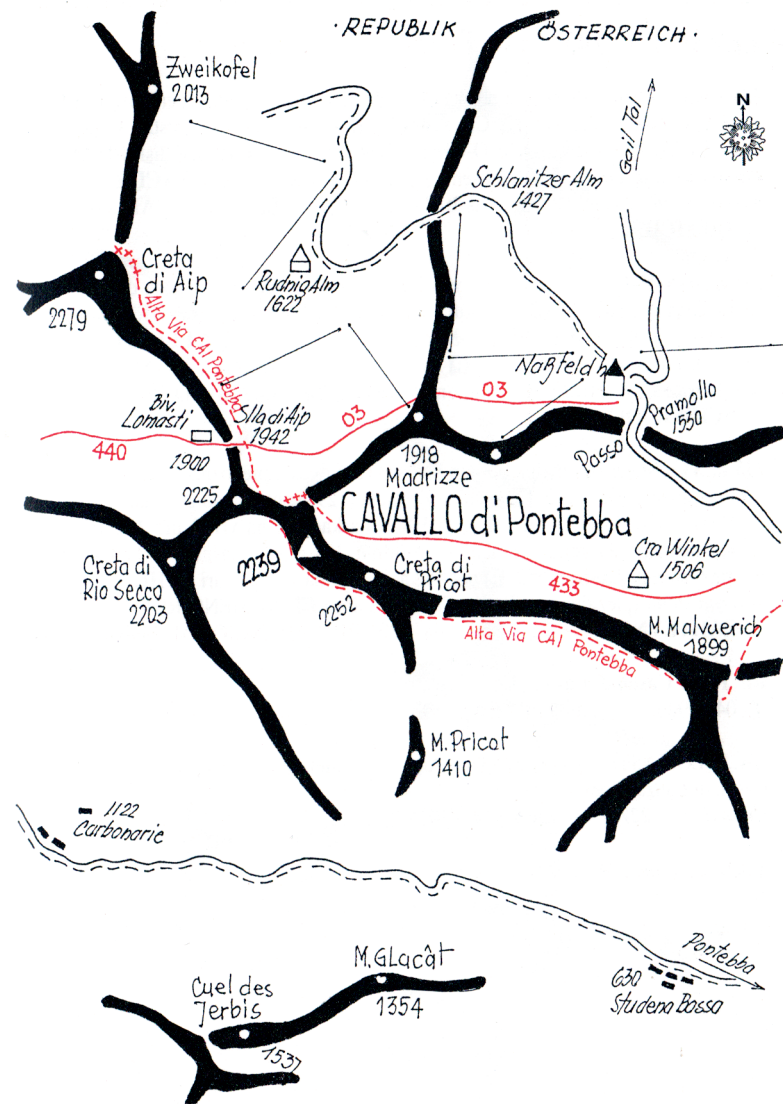 · REPUBLIK ÖSTERREICH ·
Zweikofel
2013
Gail Tal
N
Schlanitzer Alm
1427
Creta
di Aip
Rudnig Alm
1622
2279
Alta Via CAI Pontebba
Naßfeld h
03
03
Biv.
Lomasti
Slla di Aip
1942
Passo Pramollo
1530
440
1900
1918
Madrizze
2225
CAVALLO di Pontebba
2239
Cra Winkel
1506
Creta di
Rio Secco
2203
Creta di
Pricot
433
2252
M. Malvuerich
1899
Alta Via CAI Pontebba
M. Pricot
1410
1122
Carbonarie
Pontebba
M. GLacât
1354
630
Studena Bassa
Cuel des
Jerbis
1537